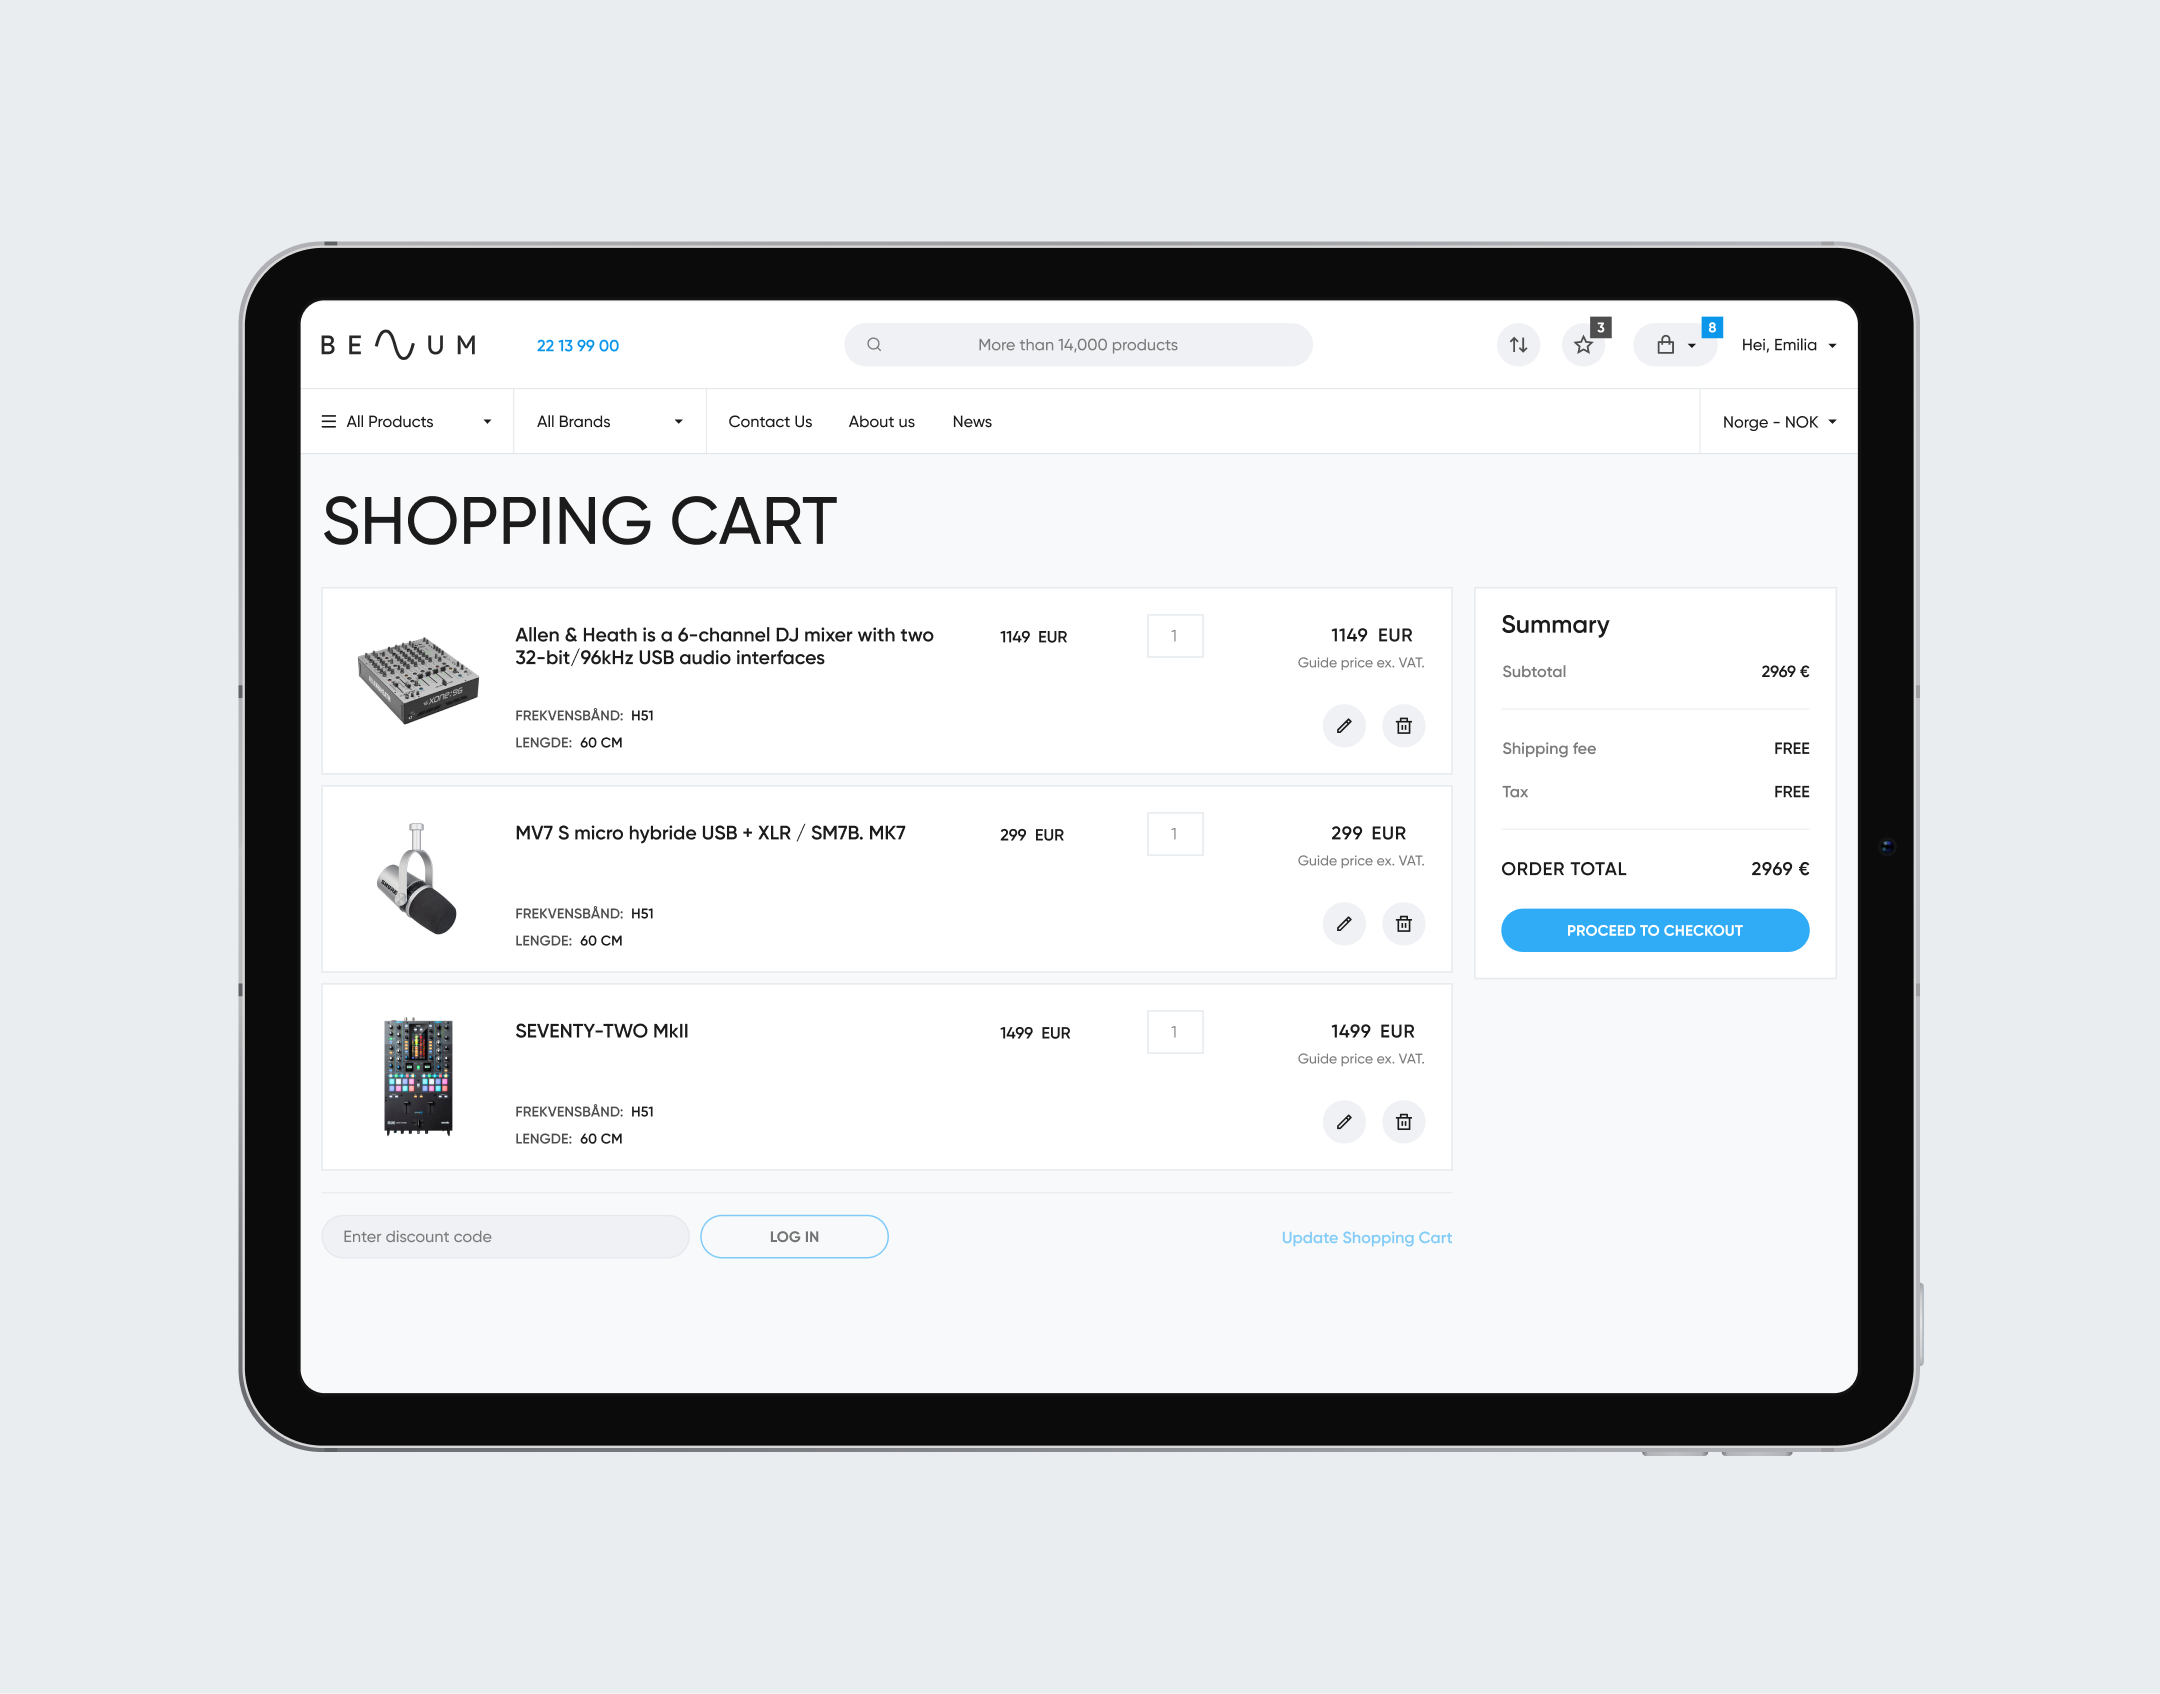 BE UM
22 13 99 00
More than 14,000 products
3
8
Hei, Emilia
All Products
All Brands
Contact Us
About us
News
Norge - NOK
SHOPPING CART
Allen & Heath is a 6-channel DJ mixer with two
32-bit/96kHz USB audio interfaces
1149 EUR
1
1149 EUR
Guide price ex. VAT.
FREKVENSBÅND: H51
LENGDE: 60 CM
XONE:96
MV7 S micro hybride USB + XLR / SM7B. MK7
299 EUR
1
299 EUR
Guide price ex. VAT.
FREKVENSBÅND: H51
LENGDE: 60 CM
SHURE
SEVENTY-TWO MkII
1499 EUR
1
1499 EUR
Guide price ex. VAT.
FREKVENSBÅND: H51
LENGDE: 60 CM
Enter discount code
LOG IN
Update Shopping Cart
Summary
Subtotal 2969 €
Shipping fee FREE
Tax FREE
ORDER TOTAL 2969 €
PROCEED TO CHECKOUT